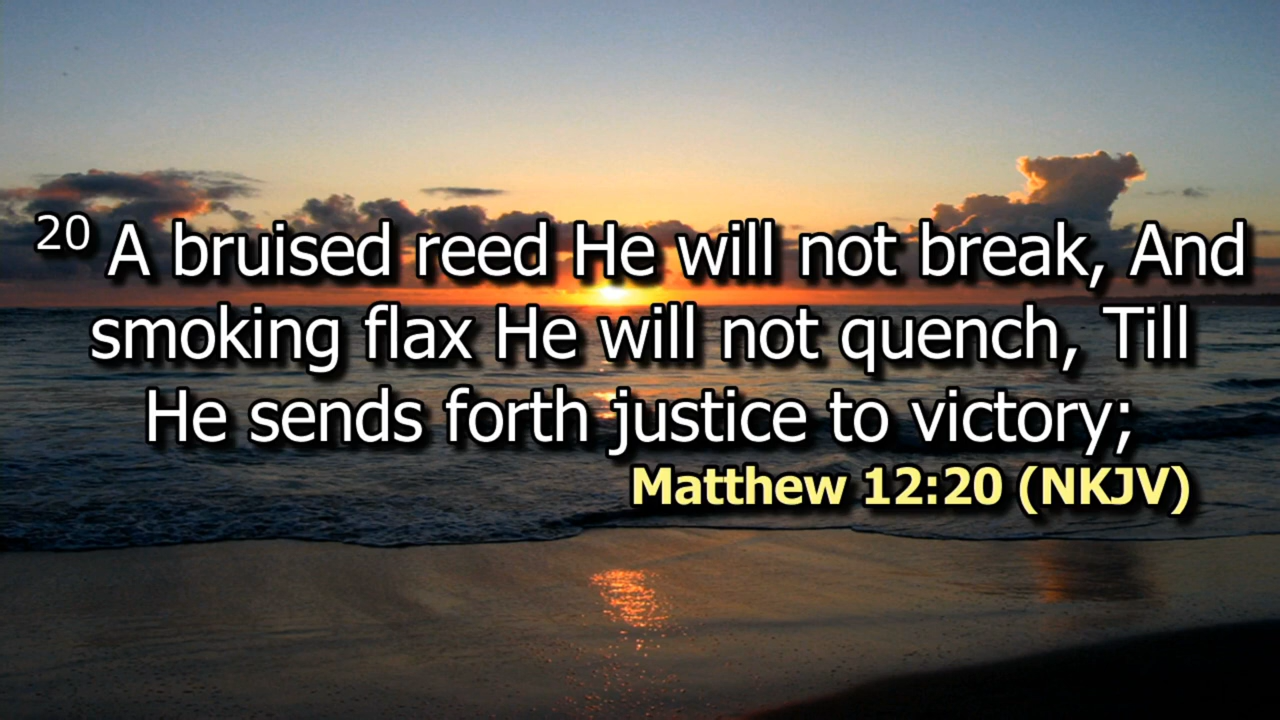 20 A bruised reed He will not break, And
smoking flax He will not quench, Till
He sends forth justice to victory;
Matthew 12:20 (NKJV)